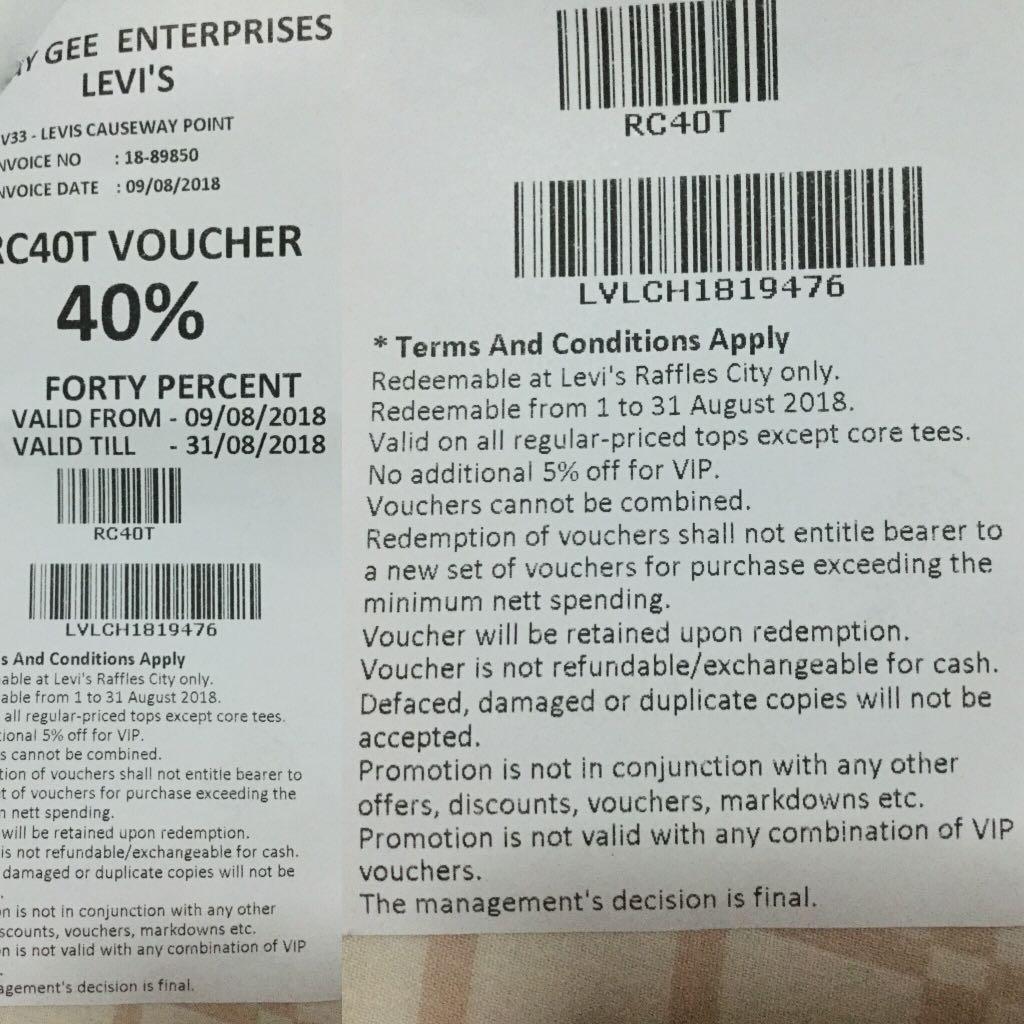 GEE ENTERPRISES
LEVI'S
V33 - LEVIS CAUSEWAY POINT
NVOICE NO : 18-89850
NVOICE DATE : 09/08/2018
RC40T VOUCHER
40%
FORTY PERCENT
VALID FROM - 09/08/2018
VALID TILL - 31/08/2018
RC40T
LVLCH1819476
s And Conditions Apply
able at Levi's Raffles City only.
able from 1 to 31 August 2018.
all regular-priced tops except core tees.
tional 5% off for VIP.
s cannot be combined.
tion of vouchers shall not entitle bearer to
t of vouchers for purchase exceeding the
n nett spending.
will be retained upon redemption.
is not refundable/exchangeable for cash.
damaged or duplicate copies will not be
.
n is not in conjunction with any other
scounts, vouchers, markdowns etc.
n is not valid with any combination of VIP
.
agement's decision is final.
RC40T
LVLCH1819476
* Terms And Conditions Apply
Redeemable at Levi's Raffles City only.
Redeemable from 1 to 31 August 2018.
Valid on all regular-priced tops except core tees.
No additional 5% off for VIP.
Vouchers cannot be combined.
Redemption of vouchers shall not entitle bearer to
a new set of vouchers for purchase exceeding the
minimum nett spending.
Voucher will be retained upon redemption.
Voucher is not refundable/exchangeable for cash.
Defaced, damaged or duplicate copies will not be
accepted.
Promotion is not in conjunction with any other
offers, discounts, vouchers, markdowns etc.
Promotion is not valid with any combination of VIP
vouchers.
The management's decision is final.